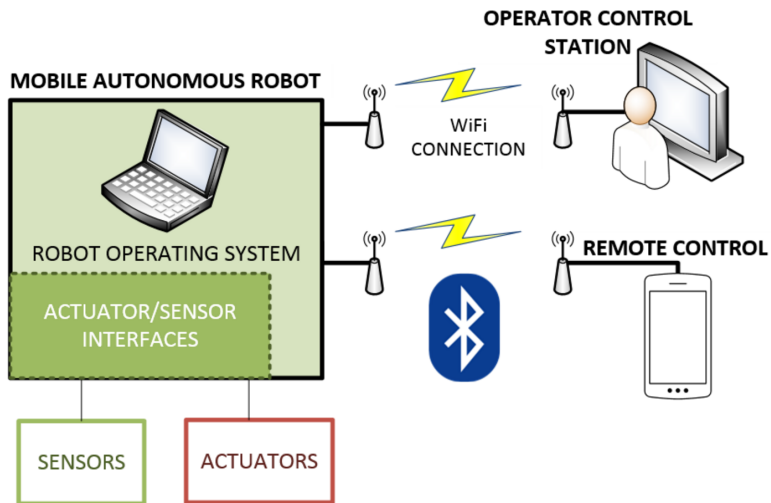 OPERATOR CONTROL
STATION
MOBILE AUTONOMOUS ROBOT
WiFi
CONNECTION
ROBOT OPERATING SYSTEM
REMOTE CONTROL
ACTUATOR/SENSOR
INTERFACES
SENSORS
ACTUATORS